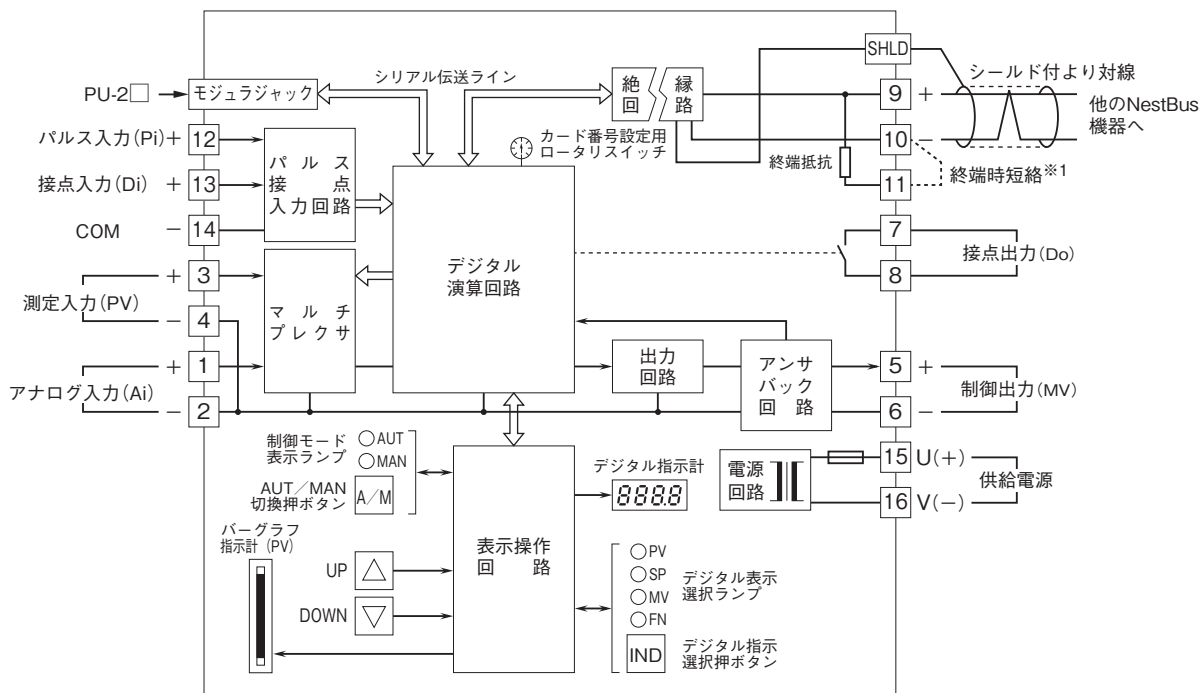 SHLD
シリアル伝送ライン
シールド付より対線
PU-2□
モジュラジャック
絶 縁
回 路
9 +
他のNestBus
機器へ
パルス入力(Pi) + 12
カード番号設定用
ロータリスイッチ
10 −
パルス
接点
入力回路
終端抵抗
終端時短絡※1
接点入力(Di) + 13
11
COM − 14
7
接点出力(Do)
8
デジタル
演算回路
+ 3
測定入力(PV)
− 4
マルチ
プレクサ
+ 1
アナログ入力(Ai)
− 2
出力
回路
アンサ
バック
回路
5 +
制御出力(MV)
6 −
制御モード
表示ランプ
AUT
MAN
AUT/MAN
切換押ボタン
A/M
デジタル指示計
8888
電源
回路
15 U(+)
供給電源
16 V(−)
バーグラフ
指示計(PV)
表示操作
回路
UP
DOWN
PV
SP
MV
FN
デジタル表示
選択ランプ
IND
デジタル指示
選択押ボタン